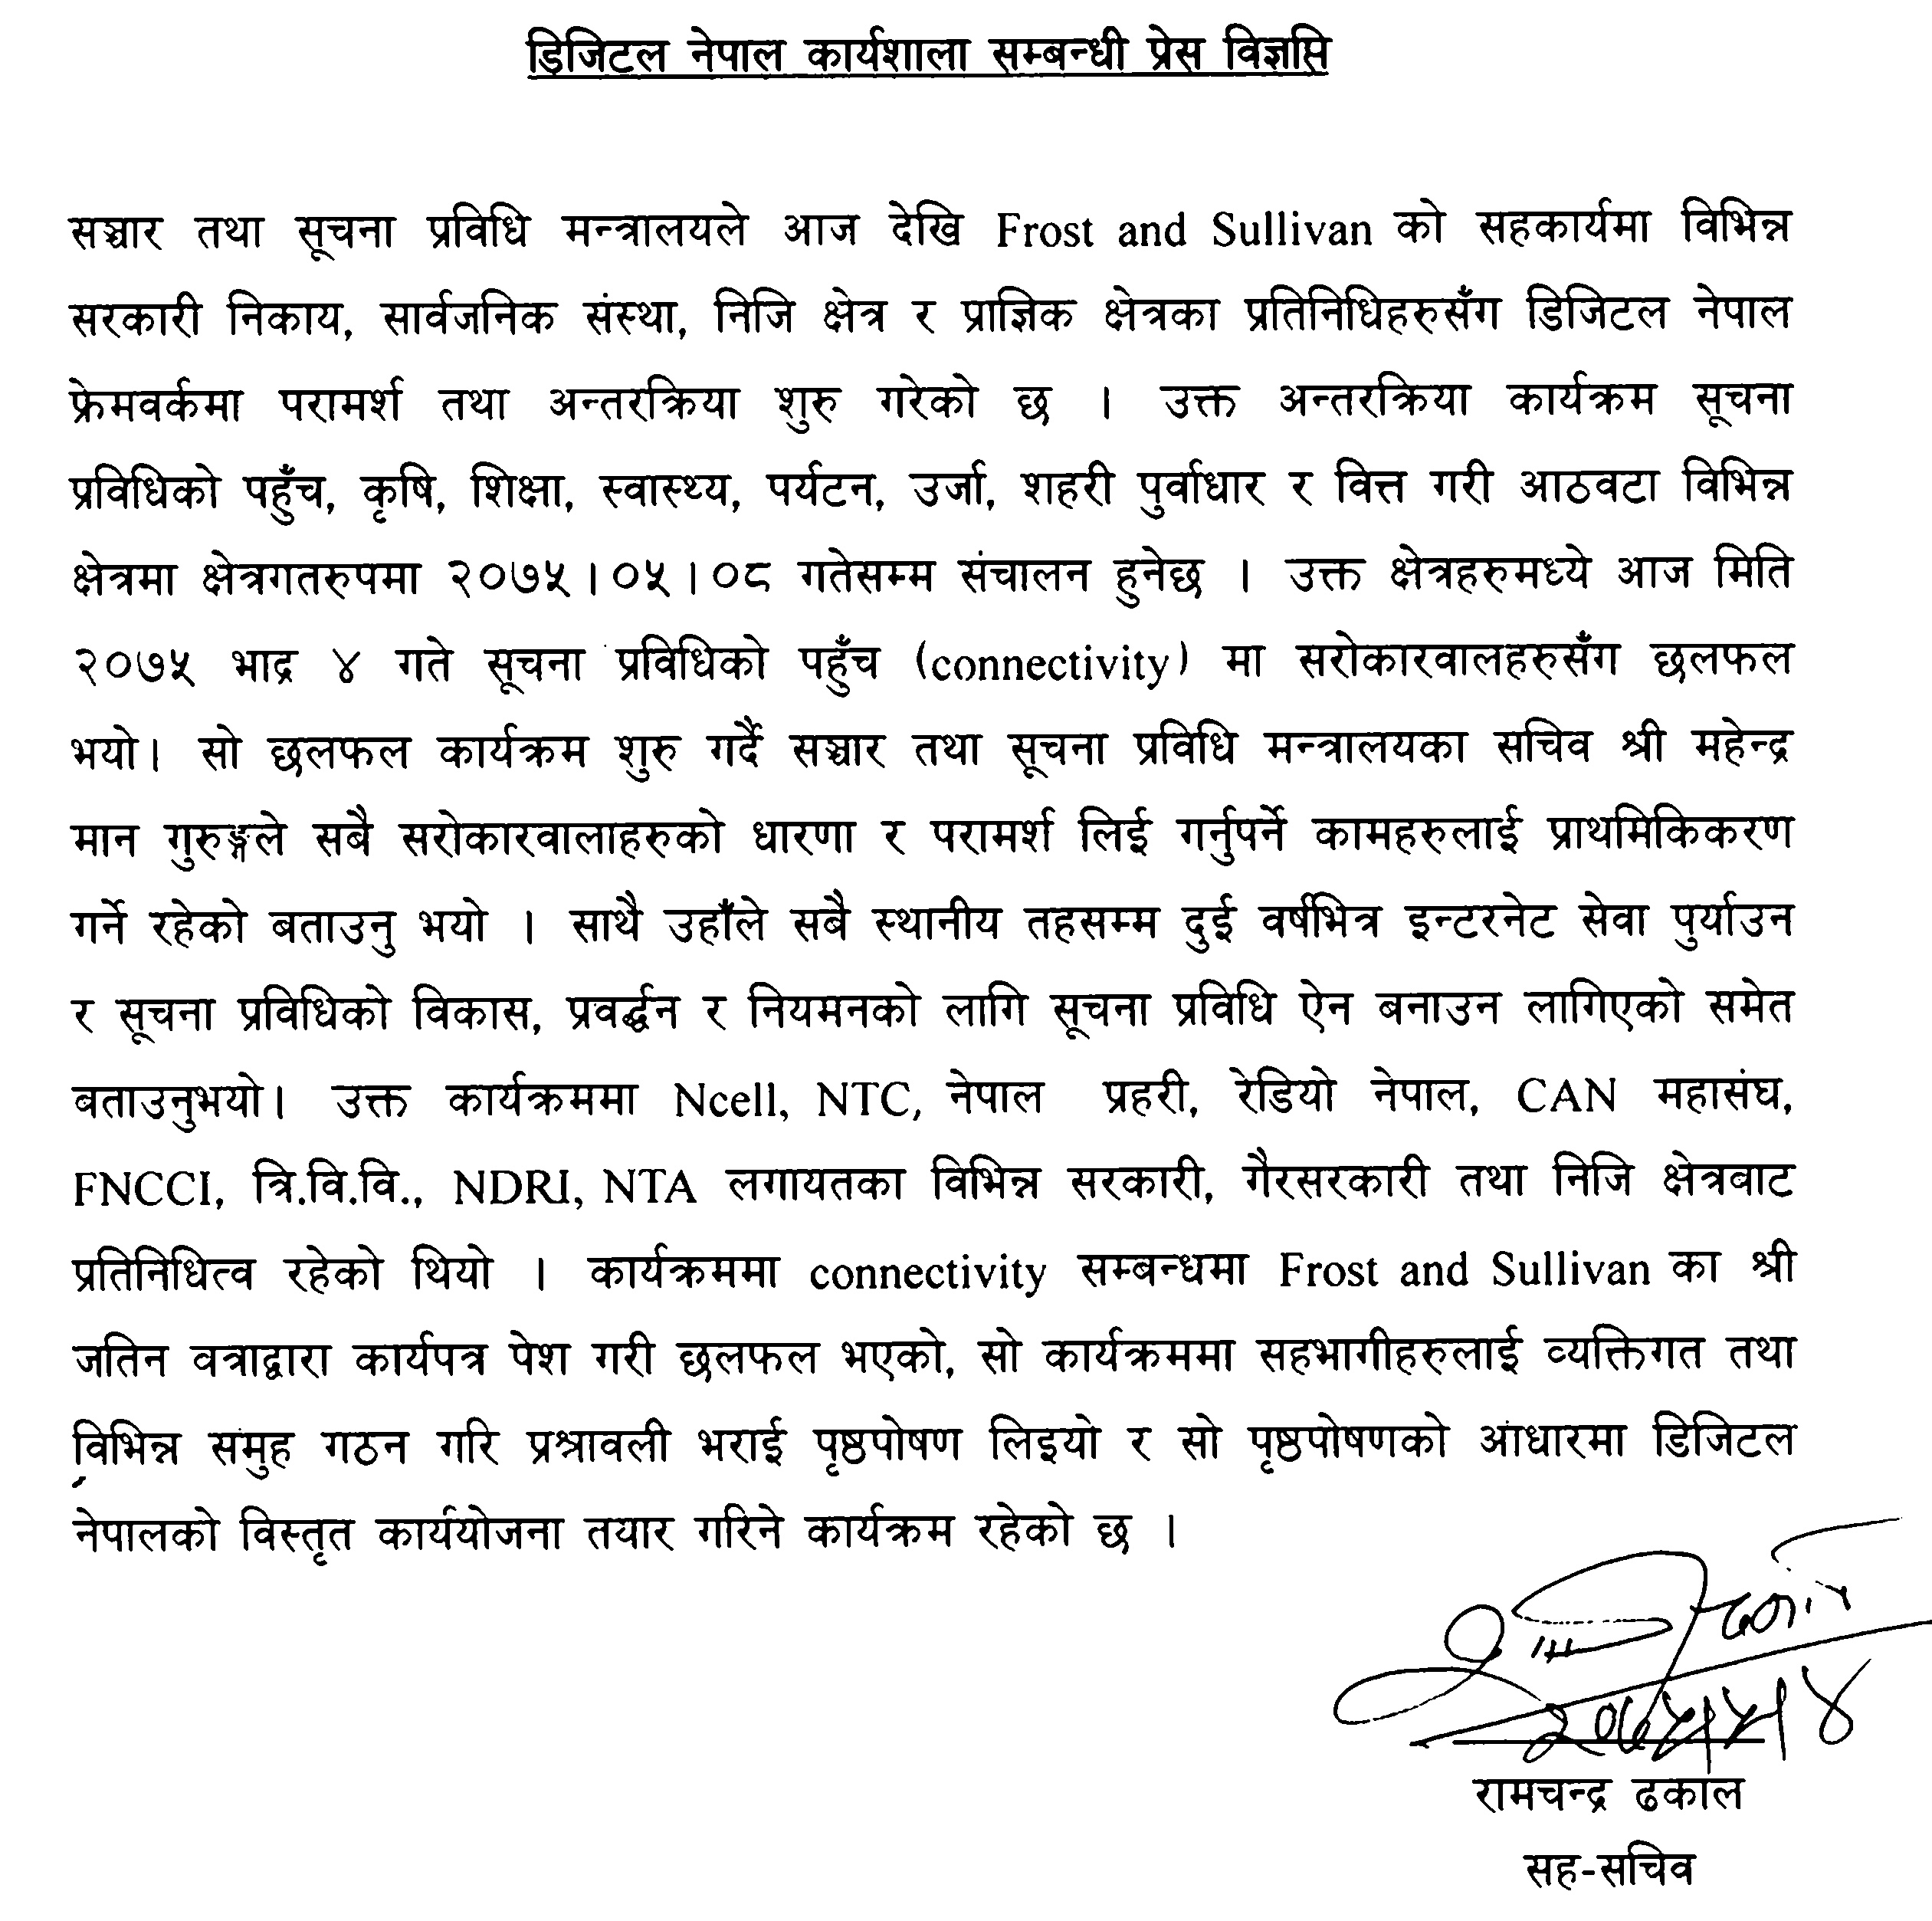 डिजिटल नेपाल कार्यशाला सम्बन्धी प्रेस विज्ञप्ति
सञ्चार तथा सूचना प्रविधि मन्त्रालयले आज देखि Frost and Sullivan को सहकार्यमा विभिन्न
सरकारी निकाय, सार्वजनिक संस्था, निजि क्षेत्र र प्राज्ञिक क्षेत्रका प्रतिनिधिहरुसँग डिजिटल नेपाल
फ्रेमवर्कमा परामर्श तथा अन्तरक्रिया शुरु गरेको छ । उक्त अन्तरक्रिया कार्यक्रम सूचना
प्रविधिको पहुँच, कृषि, शिक्षा, स्वास्थ्य, पर्यटन, उर्जा, शहरी पुर्वाधार र वित्त गरी आठवटा विभिन्न
क्षेत्रमा क्षेत्रगतरुपमा २०७५।०५।०८ गतेसम्म संचालन हुनेछ । उक्त क्षेत्रहरुमध्ये आज मिति
२०७५ भाद्र ४ गते सूचना प्रविधिको पहुँच (connectivity) मा सरोकारवालहरुसँग छलफल
भयो। सो छलफल कार्यक्रम शुरु गर्दै सञ्चार तथा सूचना प्रविधि मन्त्रालयका सचिव श्री महेन्द्र
मान गुरुङ्गले सबै सरोकारवालाहरुको धारणा र परामर्श लिई गर्नुपर्ने कामहरुलाई प्राथमिकिकरण
गर्ने रहेको बताउनु भयो । साथै उहाँले सबै स्थानीय तहसम्म दुई वर्षभित्र इन्टरनेट सेवा पुर्याउन
र सूचना प्रविधिको विकास, प्रवर्द्धन र नियमनको लागि सूचना प्रविधि ऐन बनाउन लागिएको समेत
बताउनुभयो। उक्त कार्यक्रममा Ncell, NTC, नेपाल प्रहरी, रेडियो नेपाल, CAN महासंघ,
FNCCI, त्रि.वि.वि., NDRI, NTA लगायतका विभिन्न सरकारी, गैरसरकारी तथा निजि क्षेत्रबाट
प्रतिनिधित्व रहेको थियो । कार्यक्रममा connectivity सम्बन्धमा Frost and Sullivan का श्री
जतिन वत्राद्वारा कार्यपत्र पेश गरी छलफल भएको, सो कार्यक्रममा सहभागीहरुलाई व्यक्तिगत तथा
विभिन्न समुह गठन गरि प्रश्नावली भराई पृष्ठपोषण लिइयो र सो पृष्ठपोषणको आधारमा डिजिटल
नेपालको विस्तृत कार्ययोजना तयार गरिने कार्यक्रम रहेको छ ।
२०७५।५।४
रामचन्द्र ढकाल
सह-सचिव